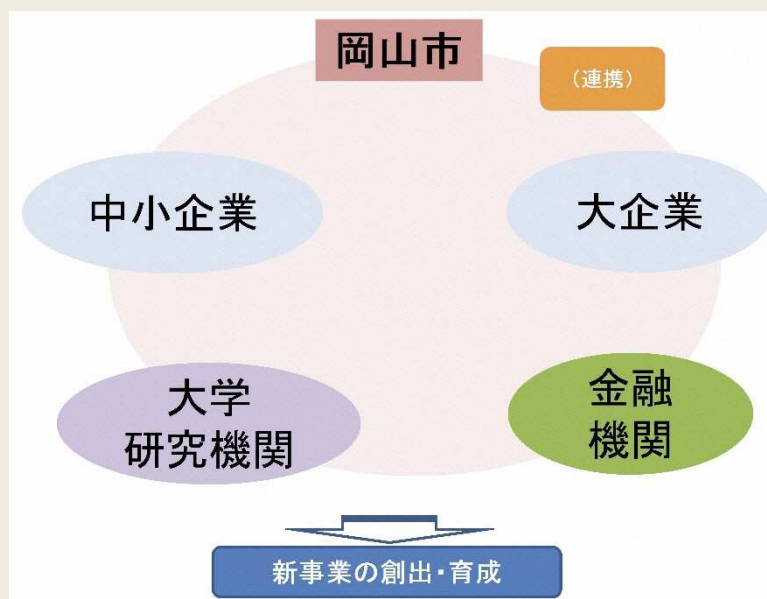 岡山市
（連携）
中小企業
大企業
大学
研究機関
金融
機関
新事業の創出・育成